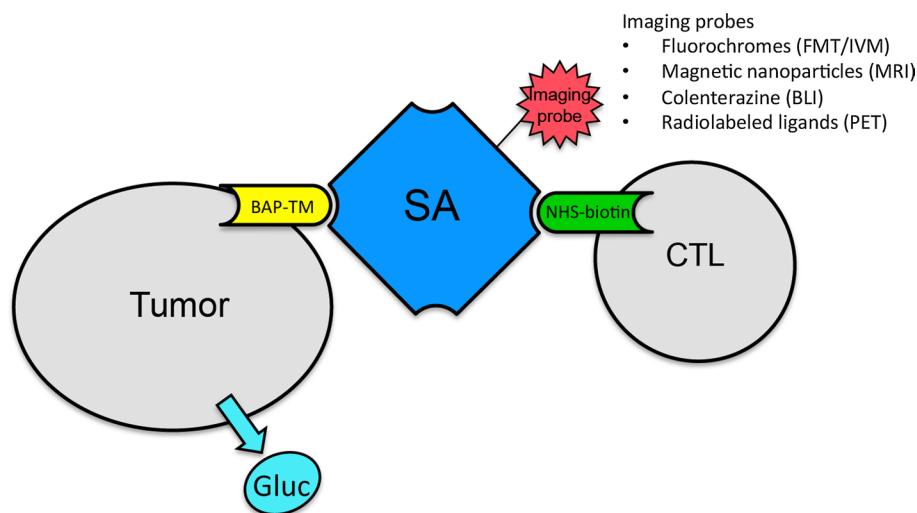 Imaging probes
• Fluorochromes (FMT/IVM)
• Magnetic nanoparticles (MRI)
• Colenterazine (BLI)
• Radiolabeled ligands (PET)
Imaging
probe
BAP-TM
SA
NHS-biotin
CTL
Tumor
Gluc